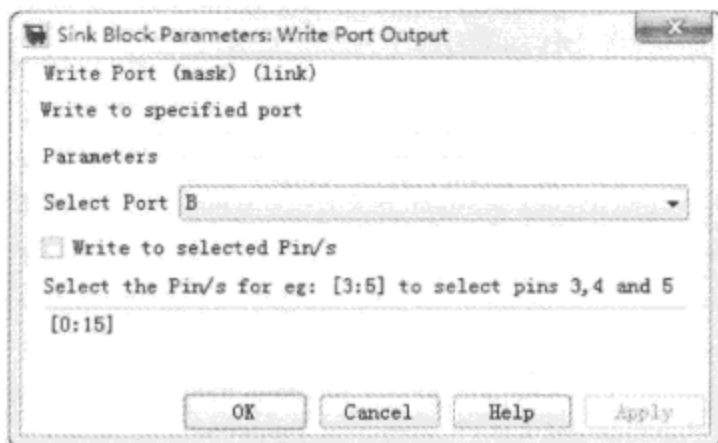 Sink Block Parameters: Write Port Output
Write Port (mask) (link)
Write to specified port
Parameters
Select Port B
Write to selected Pin/s
Select the Pin/s for eg: [3:5] to select pins 3,4 and 5
[0:15]
OK Cancel Help Apply